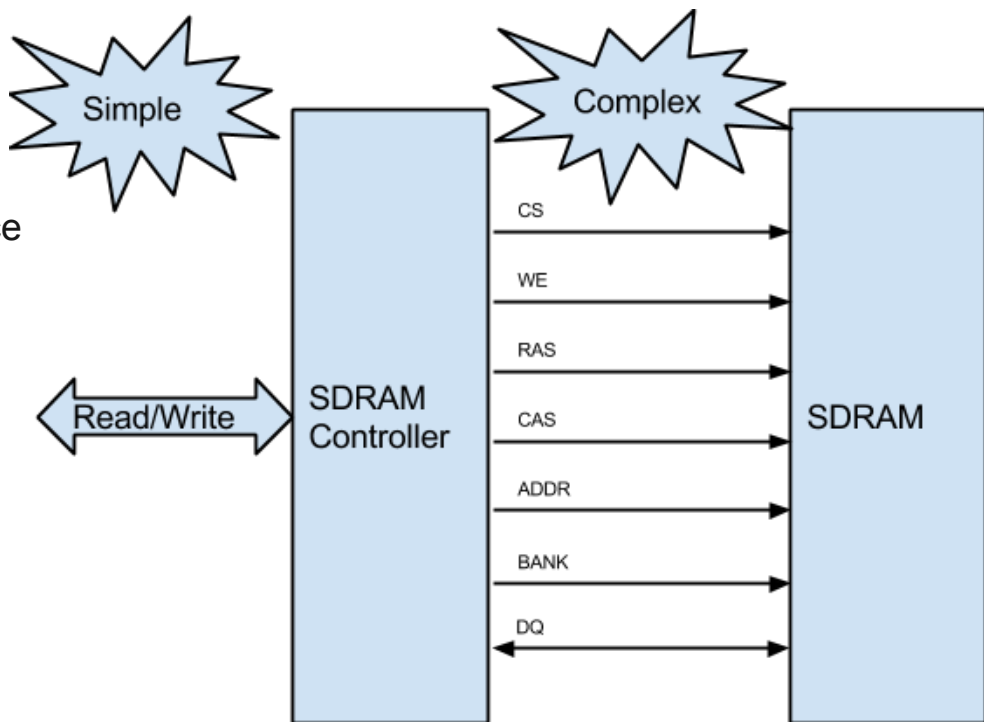 Simple
Complex
CS
WE
RAS
CAS
ADDR
BANK
DQ
Read/Write
SDRAM
Controller
SDRAM